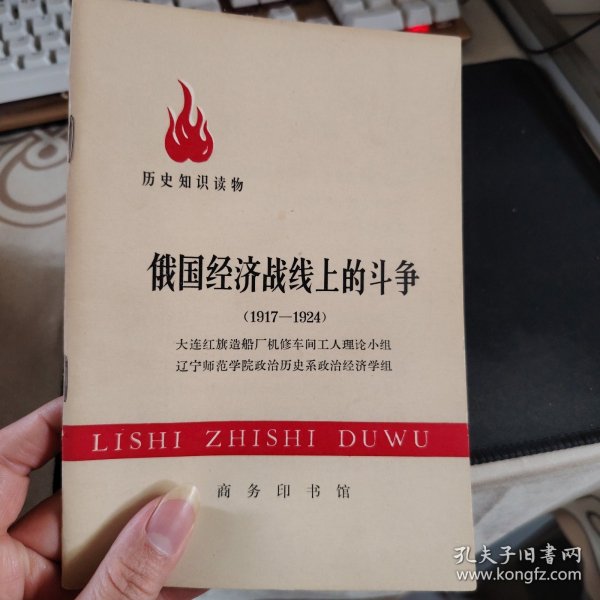 历史知识读物
俄国经济战线上的斗争
(1917—1924)
大连红旗造船厂机修车间工人理论小组
辽宁师范学院政治历史系政治经济学组
LISHI ZHISHI DUWU
商务印书馆
孔夫子旧书网
www.kongfz.com